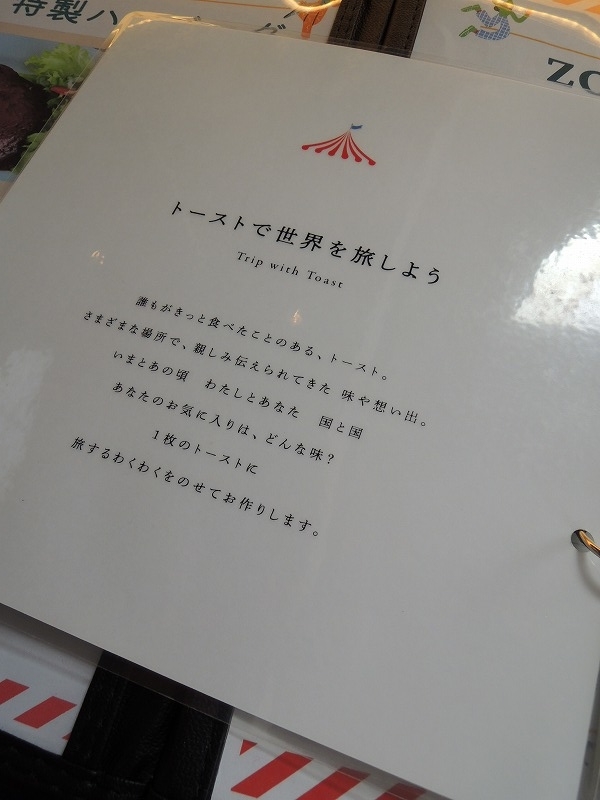 特製ハ
ZO
トーストで世界を旅しよう
Trip with Toast
誰もがきっと食べたことのある、トースト。
さまざまな場所で、親しみ伝えられてきた 味や想い出。
いまとあの頃 わたしとあなた 国と国
あなたのお気に入りは、どんな味?
1枚のトーストに
旅するわくわくをのせてお作りします。